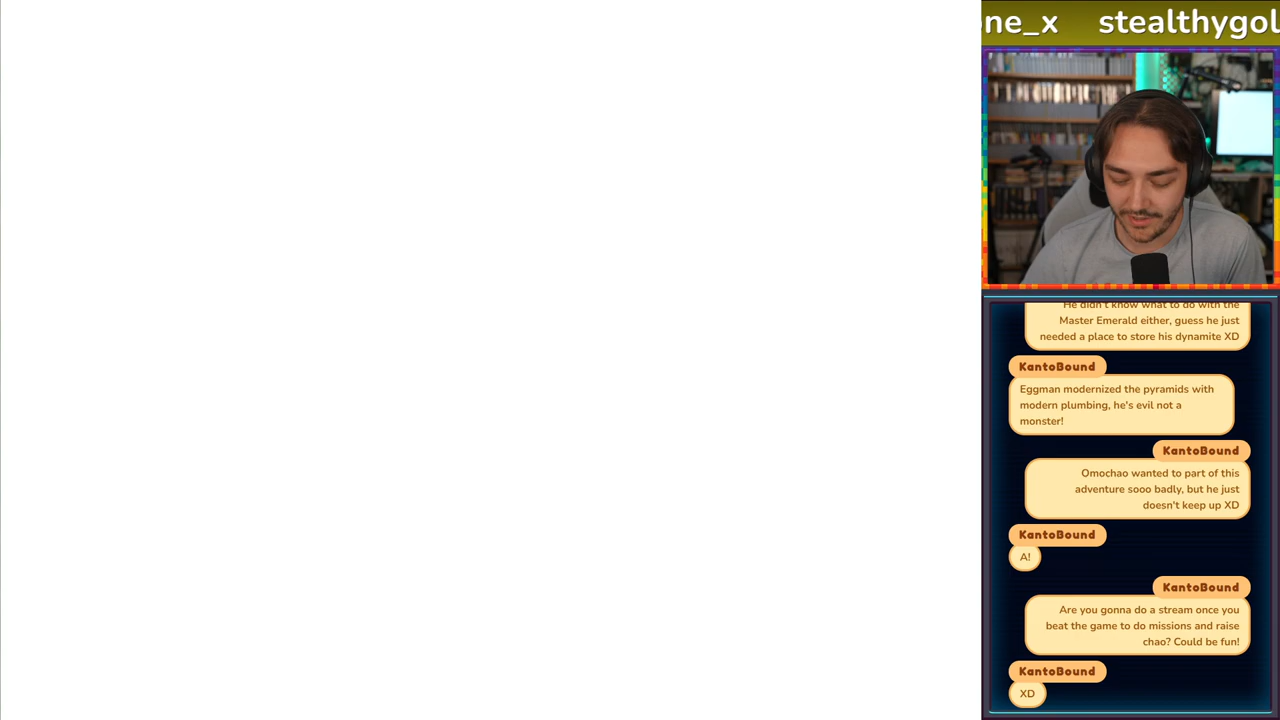 ne_x stealthygol
He didn't know what to do with the
Master Emerald either, guess he just
needed a place to store his dynamite XD
KantoBound
Eggman modernized the pyramids with
modern plumbing, he's evil not a
monster!
KantoBound
Omochao wanted to part of this
adventure sooo badly, but he just
doesn't keep up XD
KantoBound
A!
KantoBound
Are you gonna do a stream once you
beat the game to do missions and raise
chao? Could be fun!
KantoBound
XD